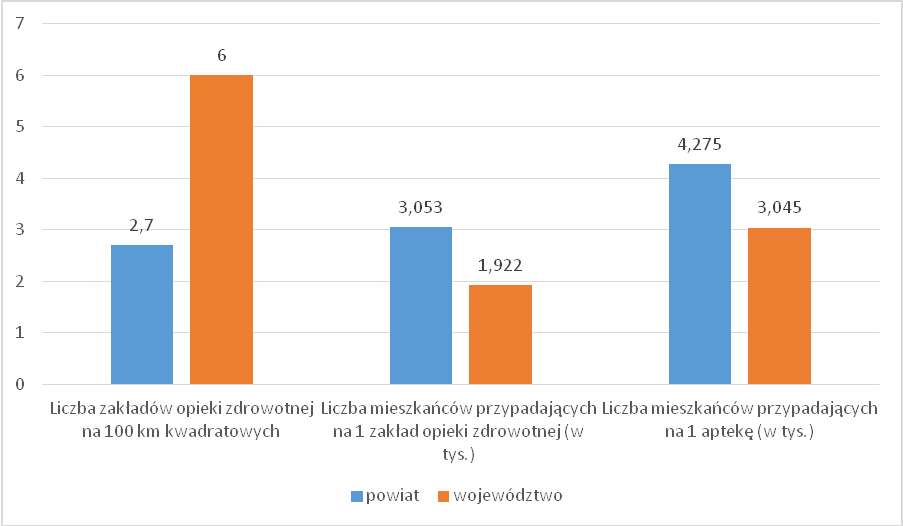 7
6
5
4
3
2
1
0
2,7
6
3,053
1,922
4,275
3,045
Liczba zakładów opieki zdrowotnej
na 100 km kwadratowych
Liczba mieszkańców przypadających
na 1 zakład opieki zdrowotnej (w
tys.)
Liczba mieszkańców przypadających
na 1 aptekę (w tys.)
powiat
województwo